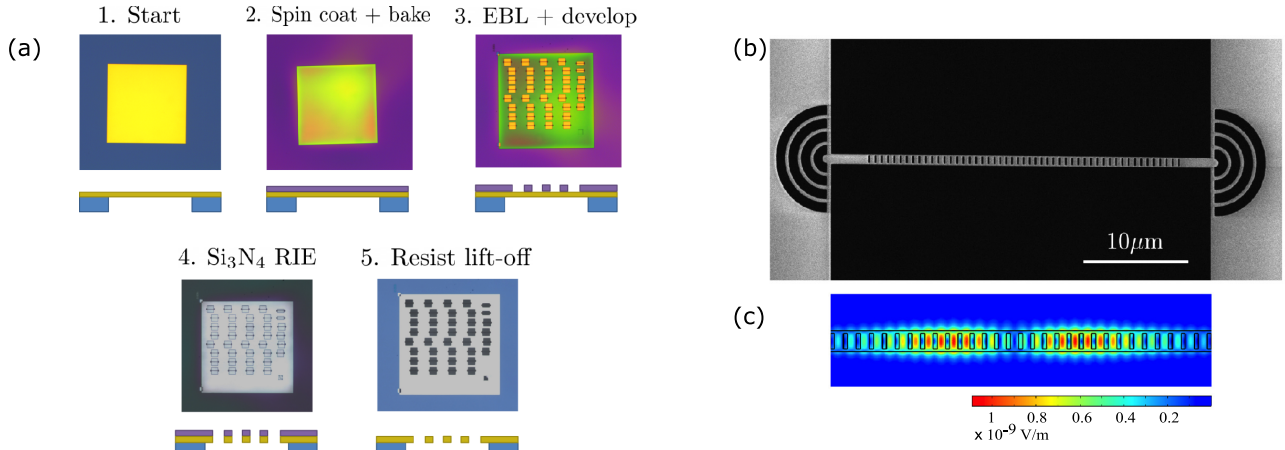 (a)
1. Start
2. Spin coat + bake
3. EBL + develop
4. Si₃N₄ RIE
5. Resist lift-off
(b)
10μm
(c)
1 0.8 0.6 0.4 0.2
x 10⁻⁹ V/m